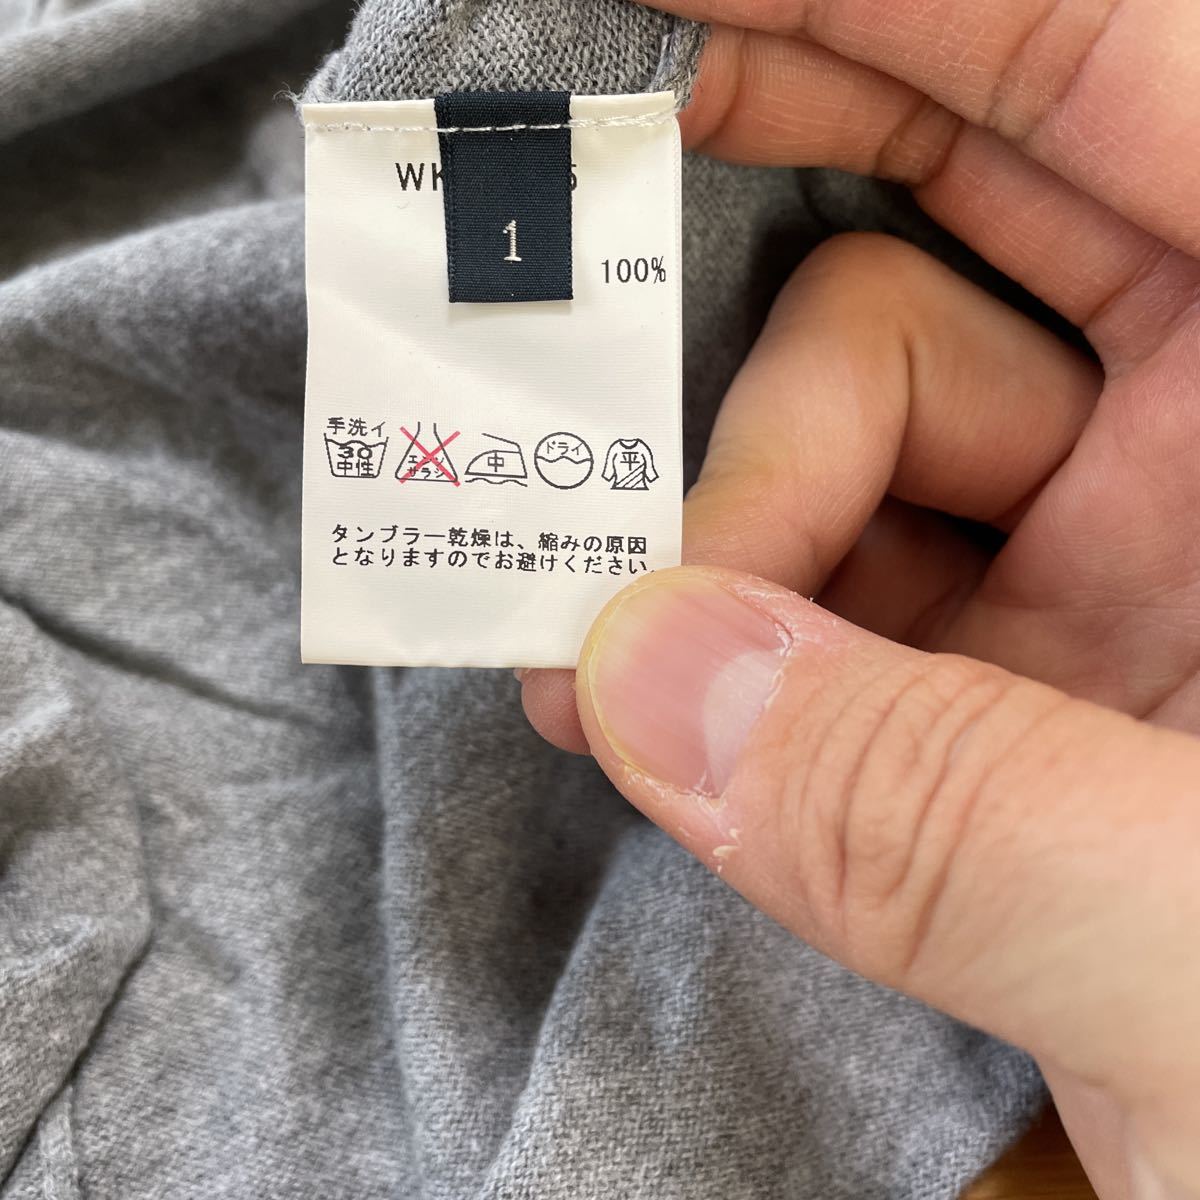 1
100%
手洗イ
30
中性
エンソ
サラシ
中
ドライ
平
タンブラー乾燥は、縮みの原因
となりますのでお避けください。